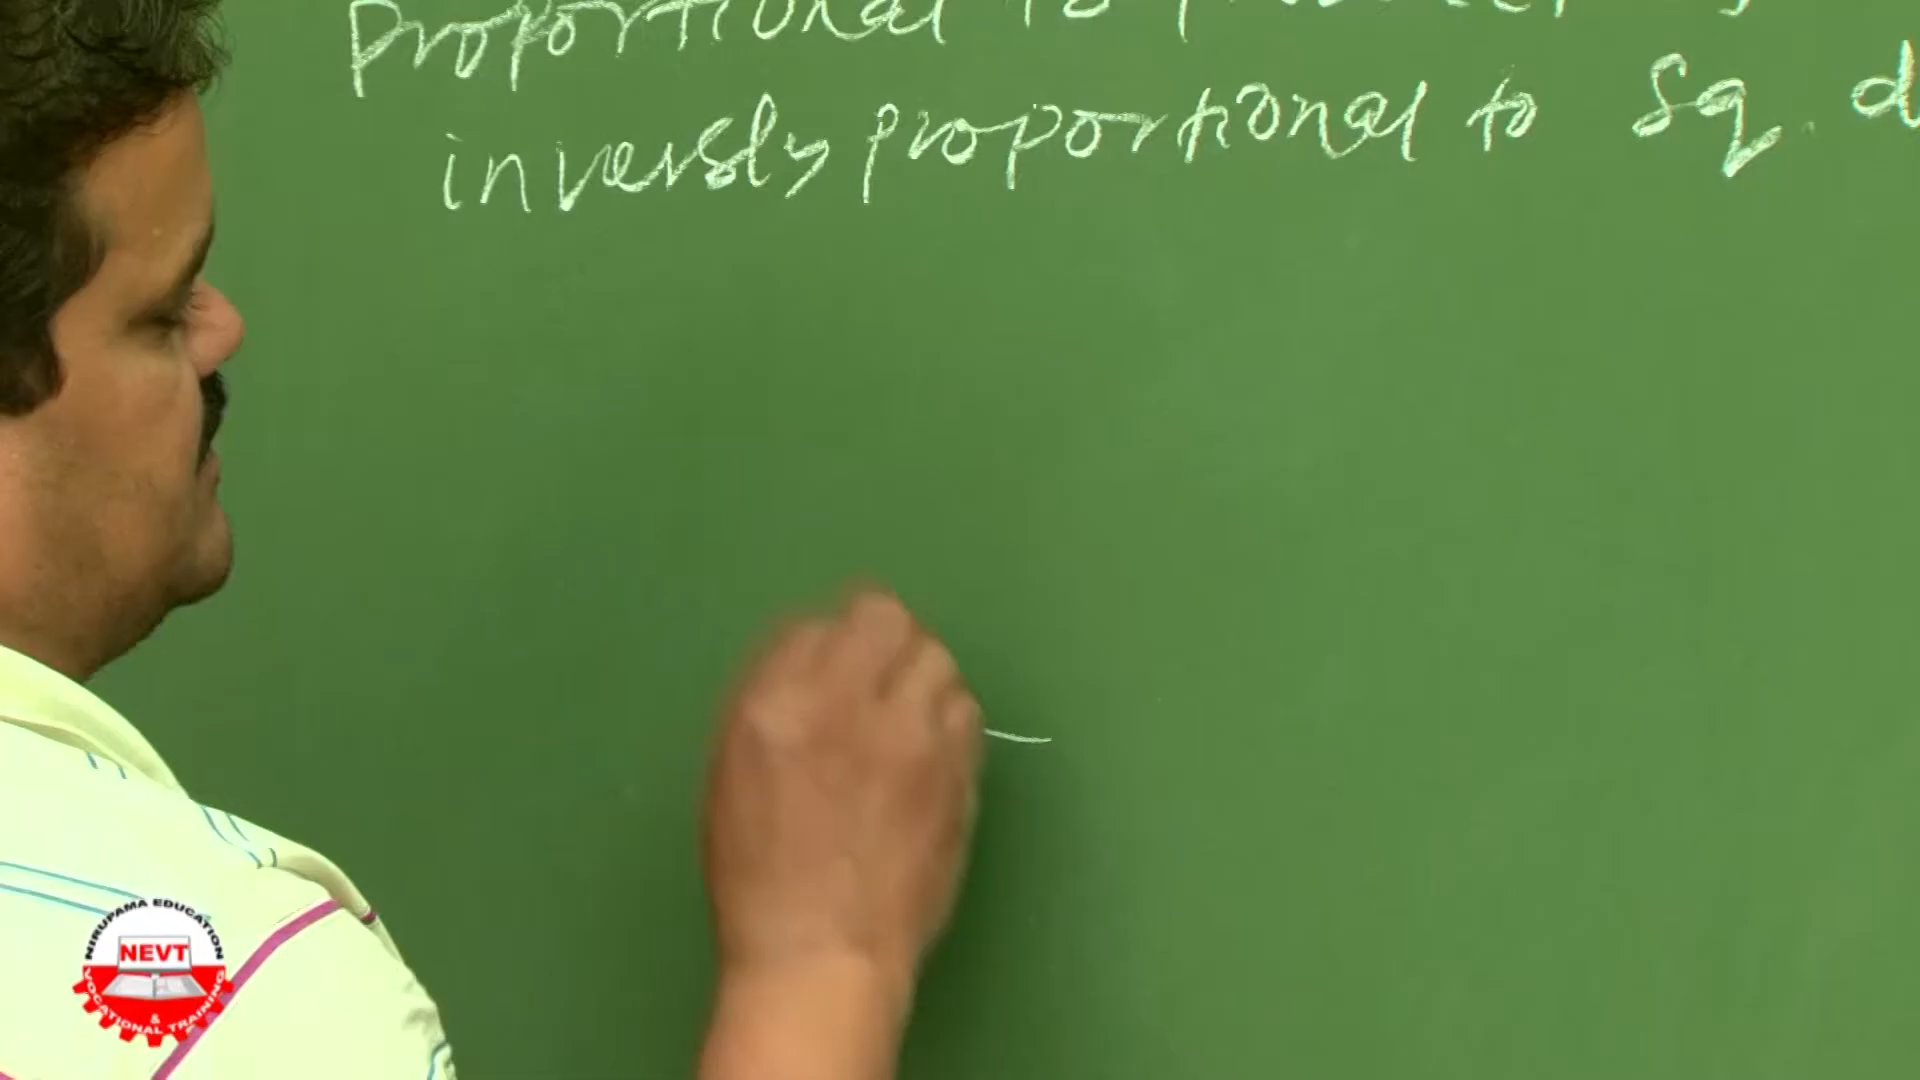 Proportional to
inversly proportional to Sq. d
NIRUPAMA EDUCATION
NEVT
&
VOCATIONAL TRAINING